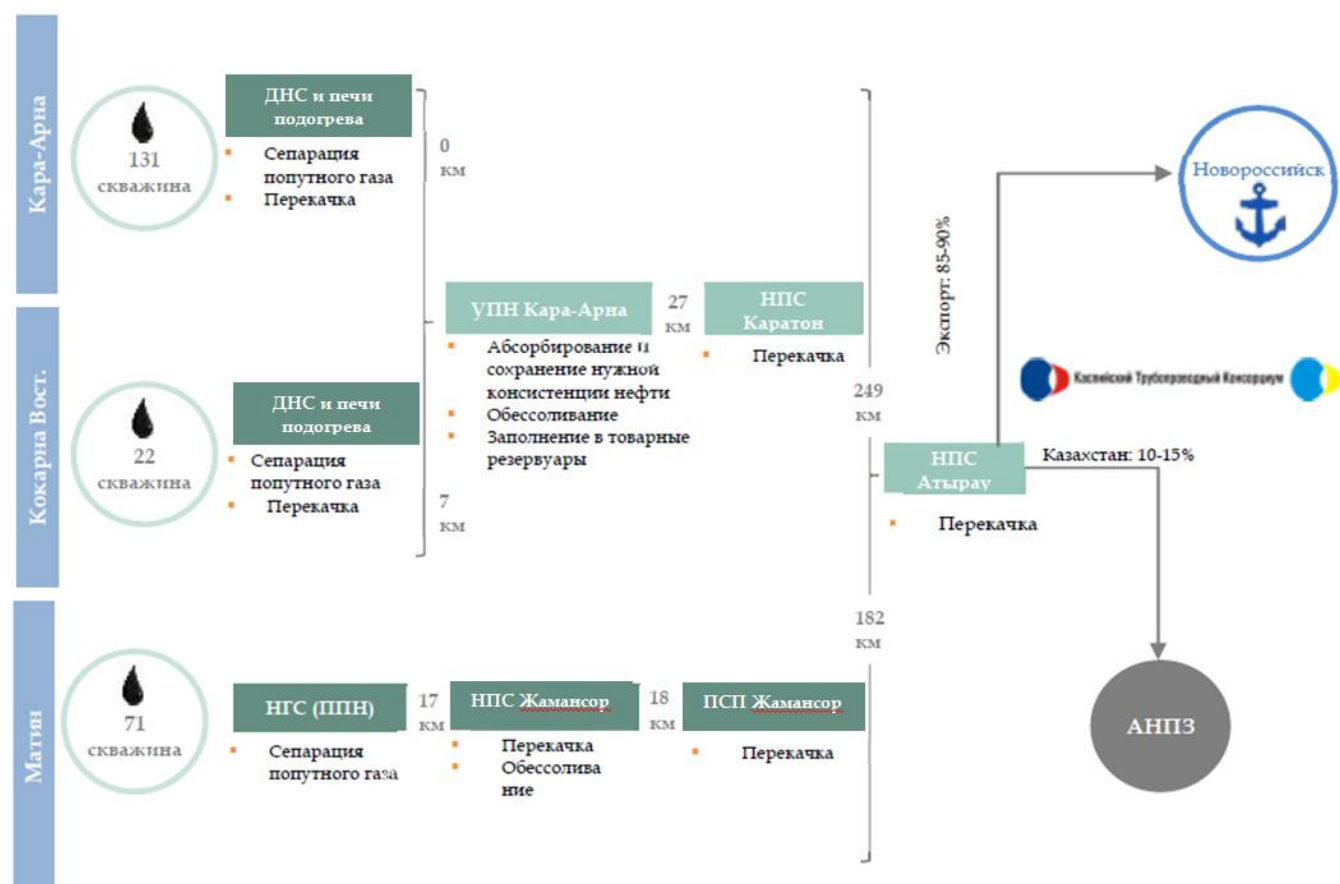 Кара-Арна
131
скважина
ДНС и печи
подогрева
Сепарация
попутного газа
Перекачка
0
км
Кокарна Вост.
22
скважина
ДНС и печи
подогрева
Сепарация
попутного газа
Перекачка
7
км
УПН Кара-Арна
Абсорбирование и
сохранение нужной
консистенции нефти
Обессоливание
Заполнение в товарные
резервуары
27
км
НПС
Каратон
Перекачка
249
км
Матин
71
скважина
НГС (ППН)
Сепарация
попутного газа
17
км
НПС Жамансор
Перекачка
Обессолива
ние
18
км
ПСП Жамансор
Перекачка
182
км
НПС
Атырау
Перекачка
Экспорт: 85-90%
Новороссийск
Каспийский Трубопроводный Консорциум
Казахстан: 10-15%
АНПЗ